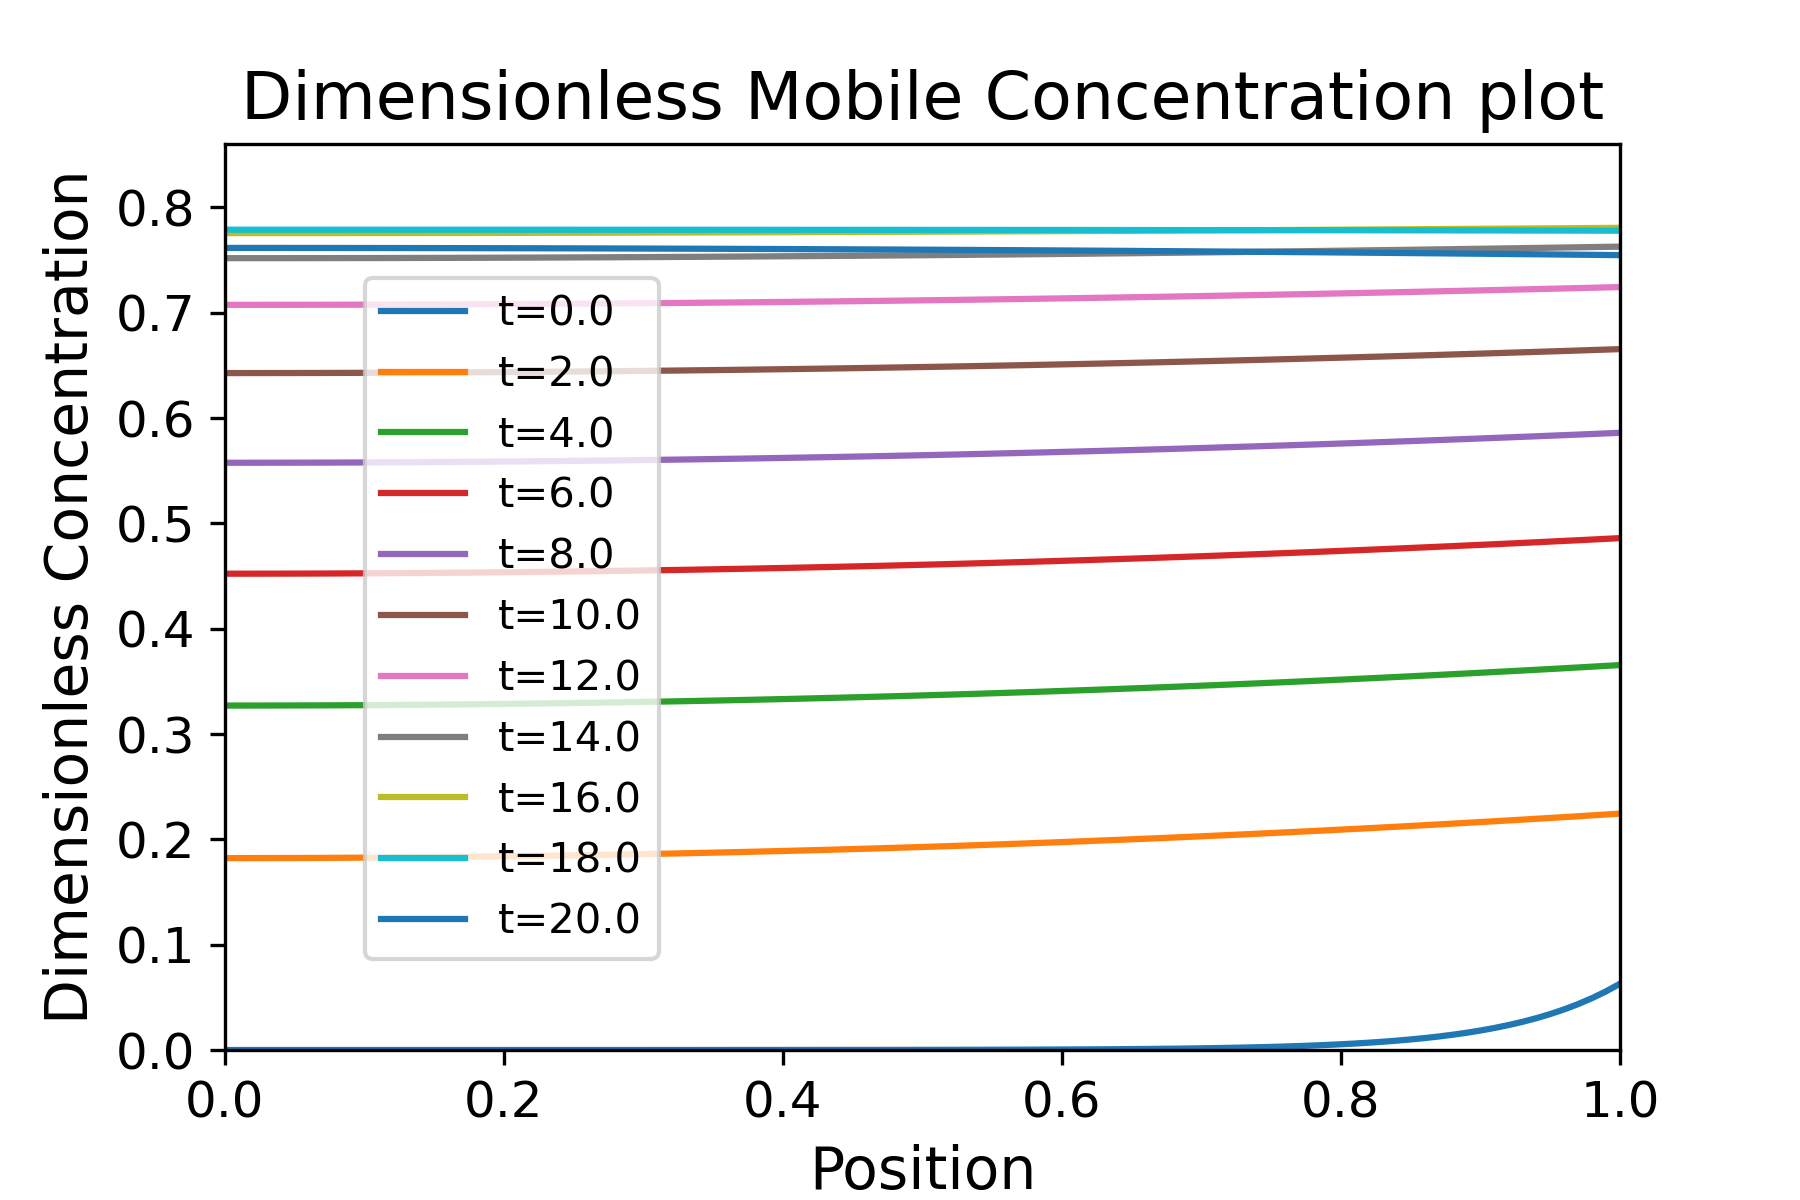 Dimensionless Mobile Concentration plot
Dimensionless Concentration
0.8
0.7
0.6
0.5
0.4
0.3
0.2
0.1
0.0
t=0.0
t=2.0
t=4.0
t=6.0
t=8.0
t=10.0
t=12.0
t=14.0
t=16.0
t=18.0
t=20.0
0.0 0.2 0.4 0.6 0.8 1.0
Position